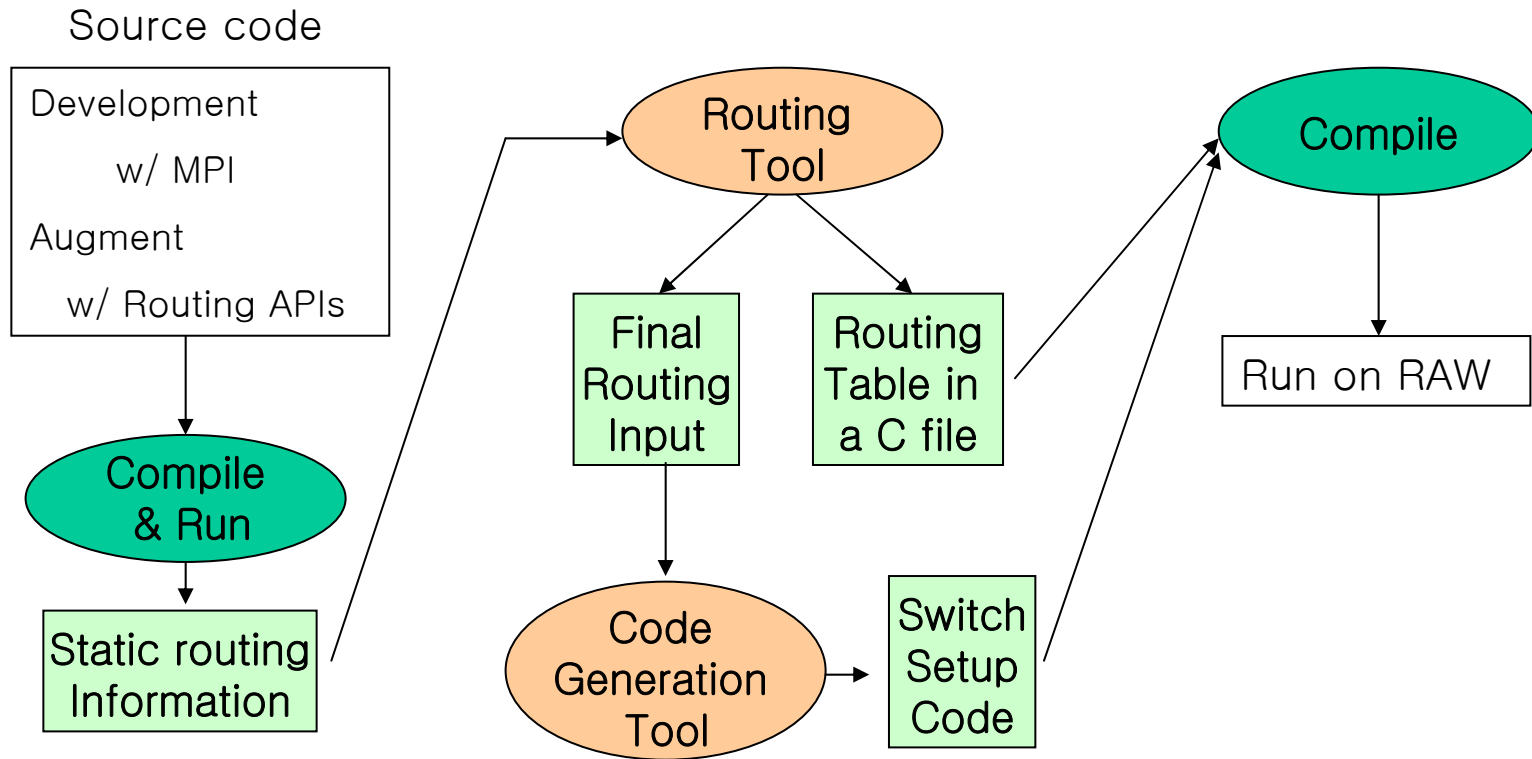 Source code
Development
w/ MPI
Augment
w/ Routing APIs
Compile
& Run
Static routing
Information
Routing
Tool
Final
Routing
Input
Routing
Table in
a C file
Code
Generation
Tool
Switch
Setup
Code
Compile
Run on RAW